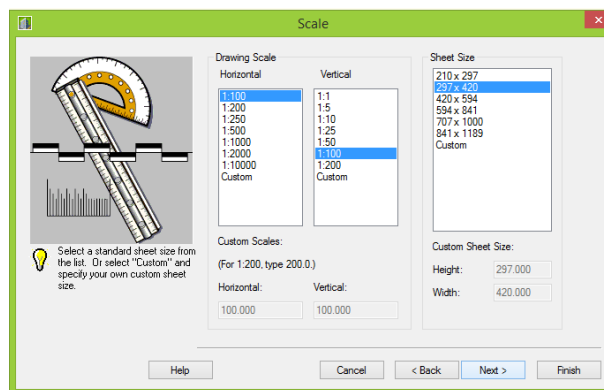 Scale
Drawing Scale
Horizontal
1:100
1:200
1:250
1:500
1:1000
1:2000
1:10000
Custom
Vertical
1:1
1:5
1:10
1:25
1:50
1:100
1:200
Custom
Sheet Size
210 x 297
297 x 420
420 x 594
594 x 841
707 x 1000
841 x 1189
Custom
Select a standard sheet size from
the list. Or select "Custom" and
specify your own custom sheet
size.
Custom Scales:
(For 1:200, type 200.0.)
Horizontal:
Vertical:
100.000
100.000
Custom Sheet Size:
Height:
297.000
Width:
420.000
Help
Cancel
< Back
Next >
Finish